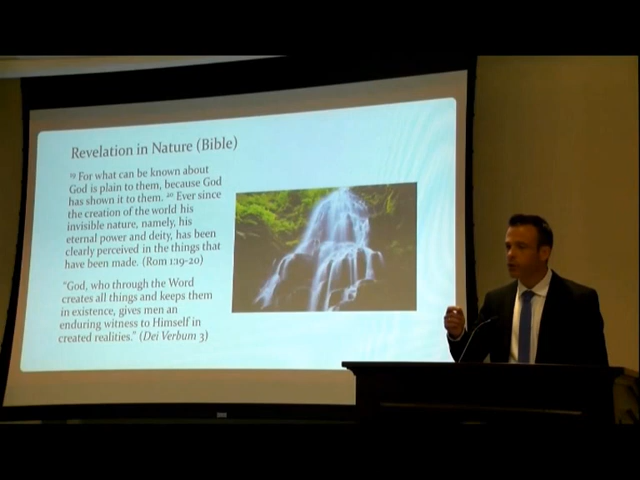 Revelation in Nature (Bible)
¹⁹ For what can be known about
God is plain to them, because God
has shown it to them. ²⁰ Ever since
the creation of the world his
invisible nature, namely, his
eternal power and deity, has been
clearly perceived in the things that
have been made. (Rom 1:19-20)
"God, who through the Word
creates all things and keeps them
in existence, gives men an
enduring witness to Himself in
created realities." (Dei Verbum 3)